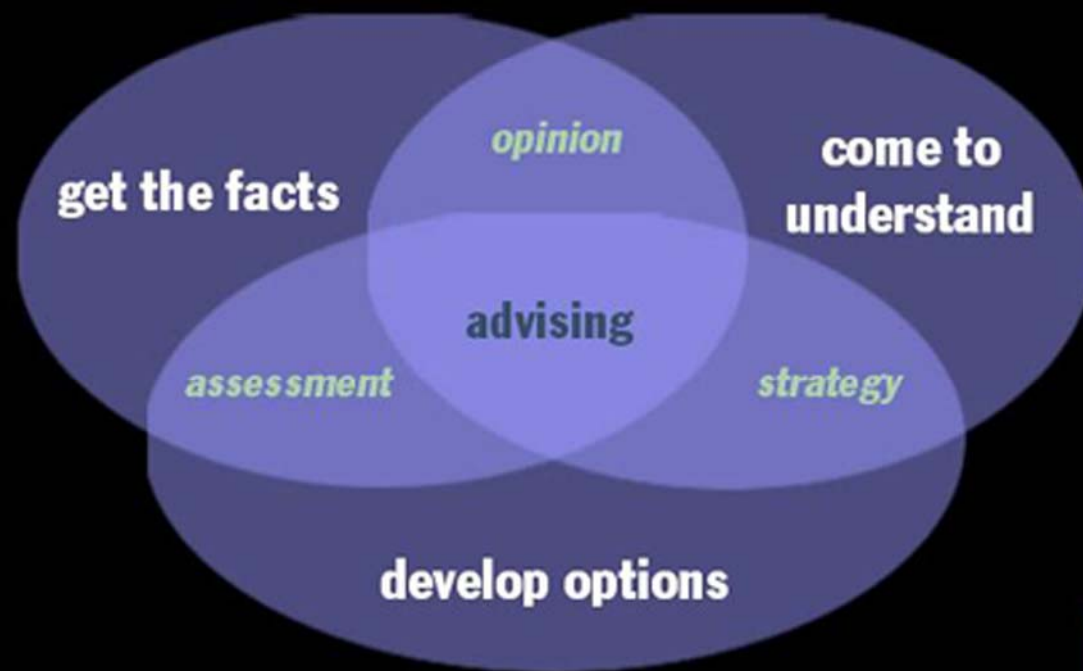 opinion
come to
understand
get the facts
advising
assessment
strategy
develop options